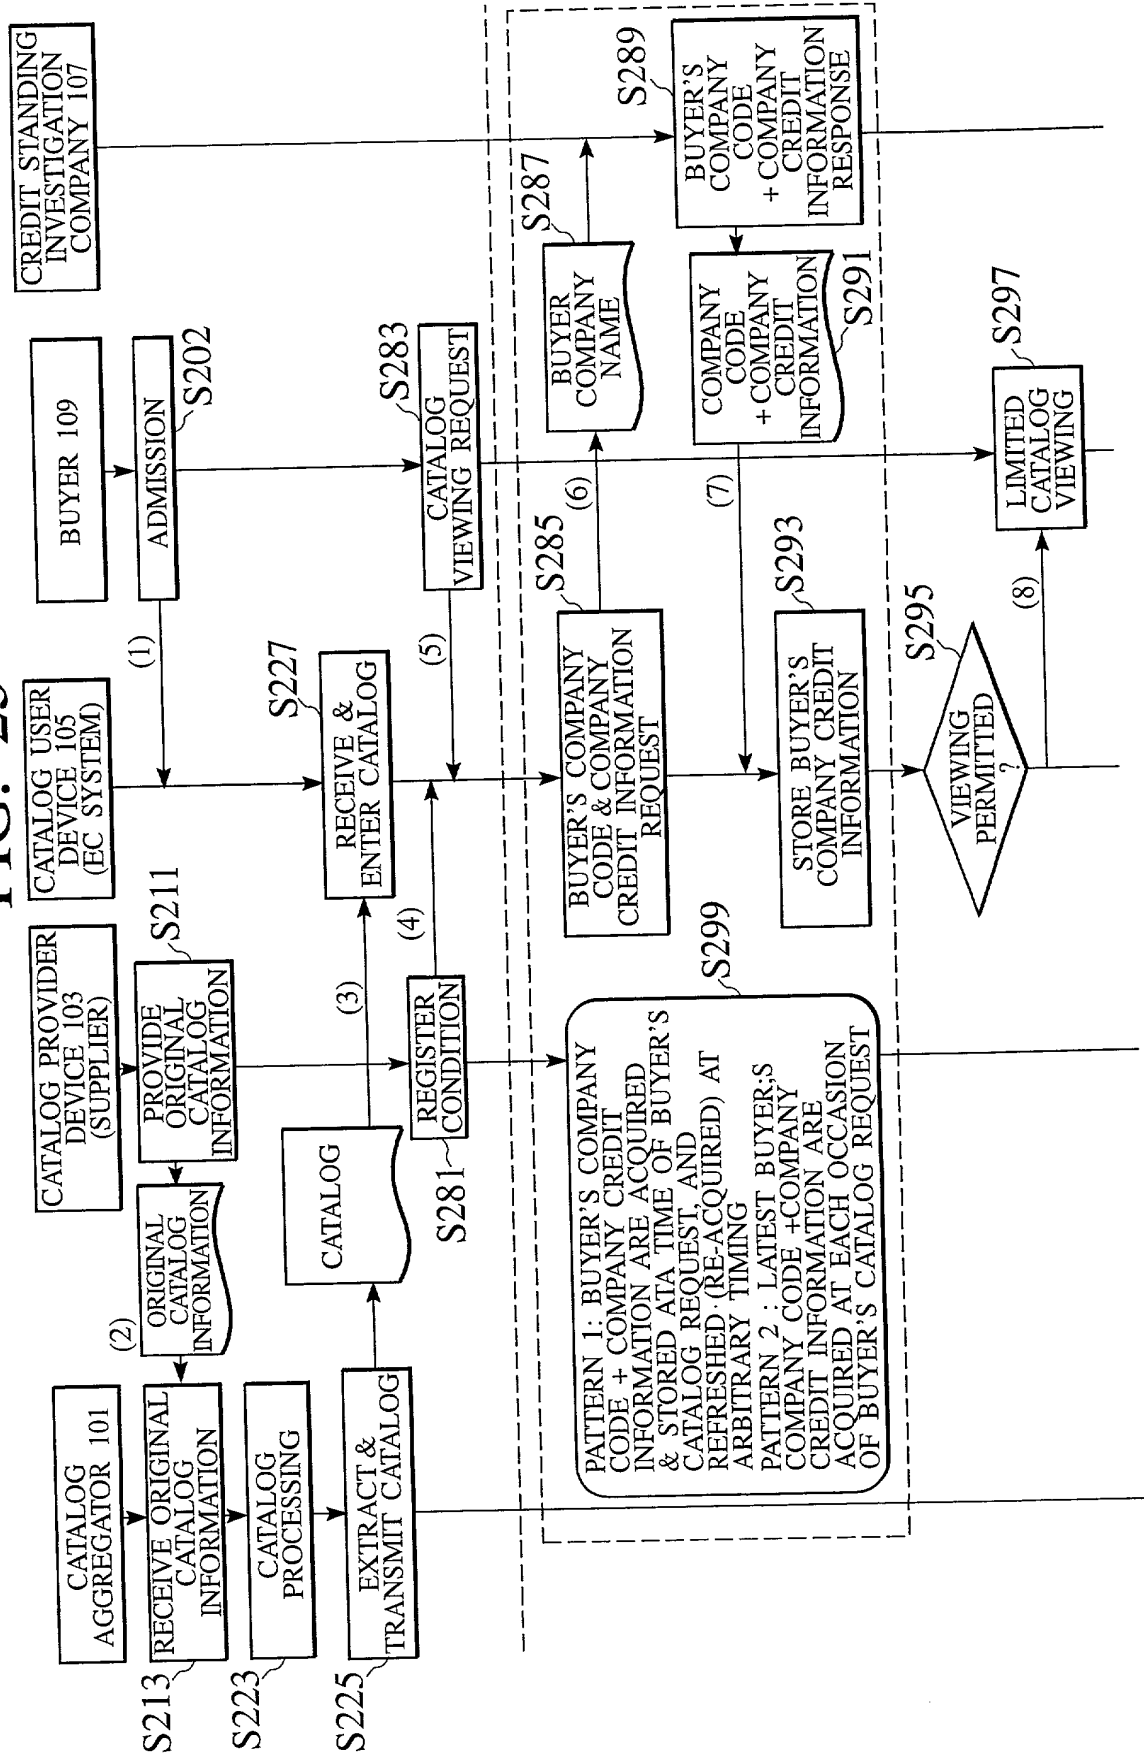 FIG. 25
CATALOG
AGGREGATOR 101
CATALOG PROVIDER
DEVICE 103
(SUPPLIER)
CATALOG USER
DEVICE 105
(EC SYSTEM)
BUYER 109
CREDIT STANDING
INVESTIGATION
COMPANY 107
S213
RECEIVE ORIGINAL
CATALOG
INFORMATION
(2)
ORIGINAL
CATALOG
INFORMATION
PROVIDE
ORIGINAL
CATALOG
INFORMATION
S211
(1)
ADMISSION
S202
S223
CATALOG
PROCESSING
S225
EXTRACT &
TRANSMIT CATALOG
CATALOG
(3)
RECEIVE &
ENTER CATALOG
S227
S281
REGISTER
CONDITION
(4)
(5)
CATALOG
VIEWING REQUEST
S283
PATTERN 1: BUYER'S COMPANY
CODE + COMPANY CREDIT
INFORMATION ARE ACQUIRED
& STORED ATA TIME OF BUYER'S
CATALOG REQUEST, AND
REFRESHED·(RE-ACQUIRED) AT
ARBITRARY TIMING
PATTERN 2 : LATEST BUYER;S
COMPANY CODE +COMPANY
CREDIT INFORMATION ARE
ACQUIRED AT EACH OCCASION
OF BUYER'S CATALOG REQUEST
S299
BUYER'S COMPANY
CODE & COMPANY
CREDIT INFORMATION
REQUEST
S285
(6)
BUYER
COMPANY
NAME
S287
BUYER'S
COMPANY
CODE
+ COMPANY
CREDIT
INFORMATION
RESPONSE
S289
COMPANY
CODE
+ COMPANY
CREDIT
INFORMATION
S291
(7)
STORE BUYER'S
COMPANY CREDIT
INFORMATION
S293
VIEWING
PERMITTED
?
S295
(8)
LIMITED
CATALOG
VIEWING
S297